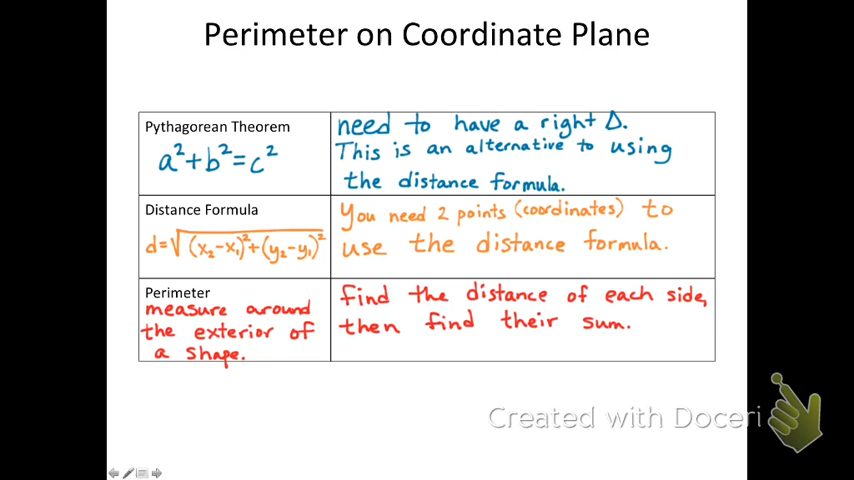 Perimeter on Coordinate Plane
Pythagorean Theorem
a²+b²=c²
need to have a right Δ.
This is an alternative to using
the distance formula.
Distance Formula
d=√(x₂-x₁)²+(y₂-y₁)²
You need 2 points (coordinates) to
use the distance formula.
Perimeter
measure around
the exterior of
a shape.
find the distance of each side,
then find their sum.
Created with Doceri